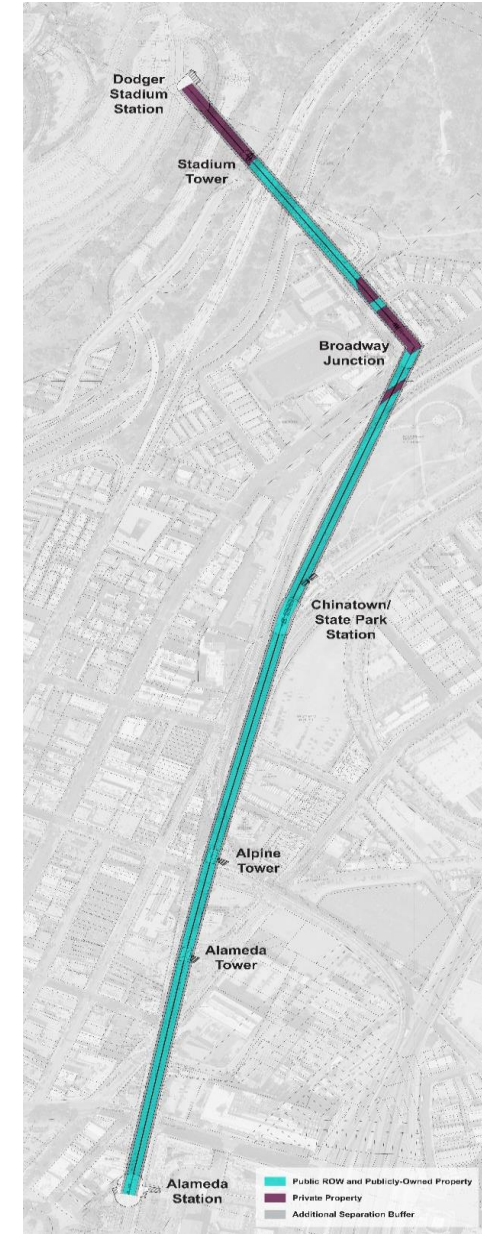 Dodger
Stadium
Station
Stadium
Tower
Broadway
Junction
Chinatown/
State Park
Station
Alpine
Tower
Alameda
Tower
Alameda
Station
Public ROW and Publicly-Owned Property
Private Property
Additional Separation Buffer